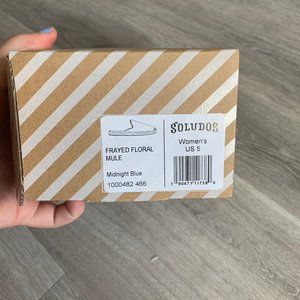 FRAYED FLORAL
MULE
Midnight Blue
1000482 466
SOLUDOS
Women's
US 5